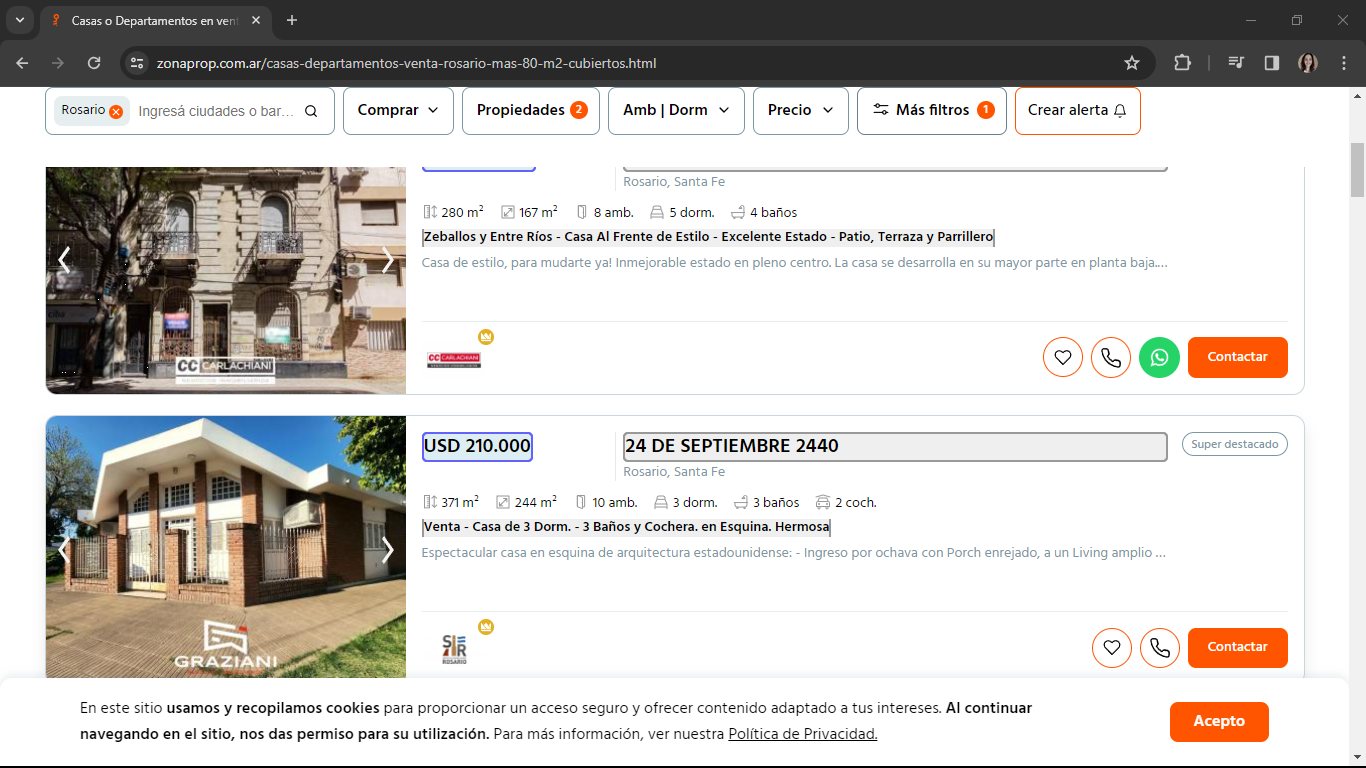 Casas o Departamentos en vent
zonaprop.com.ar/casas-departamentos-venta-rosario-mas-80-m2-cubiertos.html
Rosario
Ingresá ciudades o bar...
Comprar
Propiedades 2
Amb | Dorm
Precio
Más filtros 1
Crear alerta
Rosario, Santa Fe
280 m² 167 m² 8 amb. 5 dorm. 4 baños
Zeballos y Entre Ríos - Casa Al Frente de Estilo - Excelente Estado - Patio, Terraza y Parrillero
Casa de estilo, para mudarte ya! Inmejorable estado en pleno centro. La casa se desarrolla en su mayor parte en planta baja....
CC CARLACHIANI
CC CARLACHIANI
Contactar
USD 210.000
24 DE SEPTIEMBRE 2440
Super destacado
Rosario, Santa Fe
371 m² 244 m² 10 amb. 3 dorm. 3 baños 2 coch.
Venta - Casa de 3 Dorm. - 3 Baños y Cochera. en Esquina. Hermosa
Espectacular casa en esquina de arquitectura estadounidense: - Ingreso por ochava con Porch enrejado, a un Living amplio ...
GRAZIANI
ROSARIO
Contactar
En este sitio usamos y recopilamos cookies para proporcionar un acceso seguro y ofrecer contenido adaptado a tus intereses. Al continuar
navegando en el sitio, nos das permiso para su utilización. Para más información, ver nuestra Política de Privacidad.
Acepto